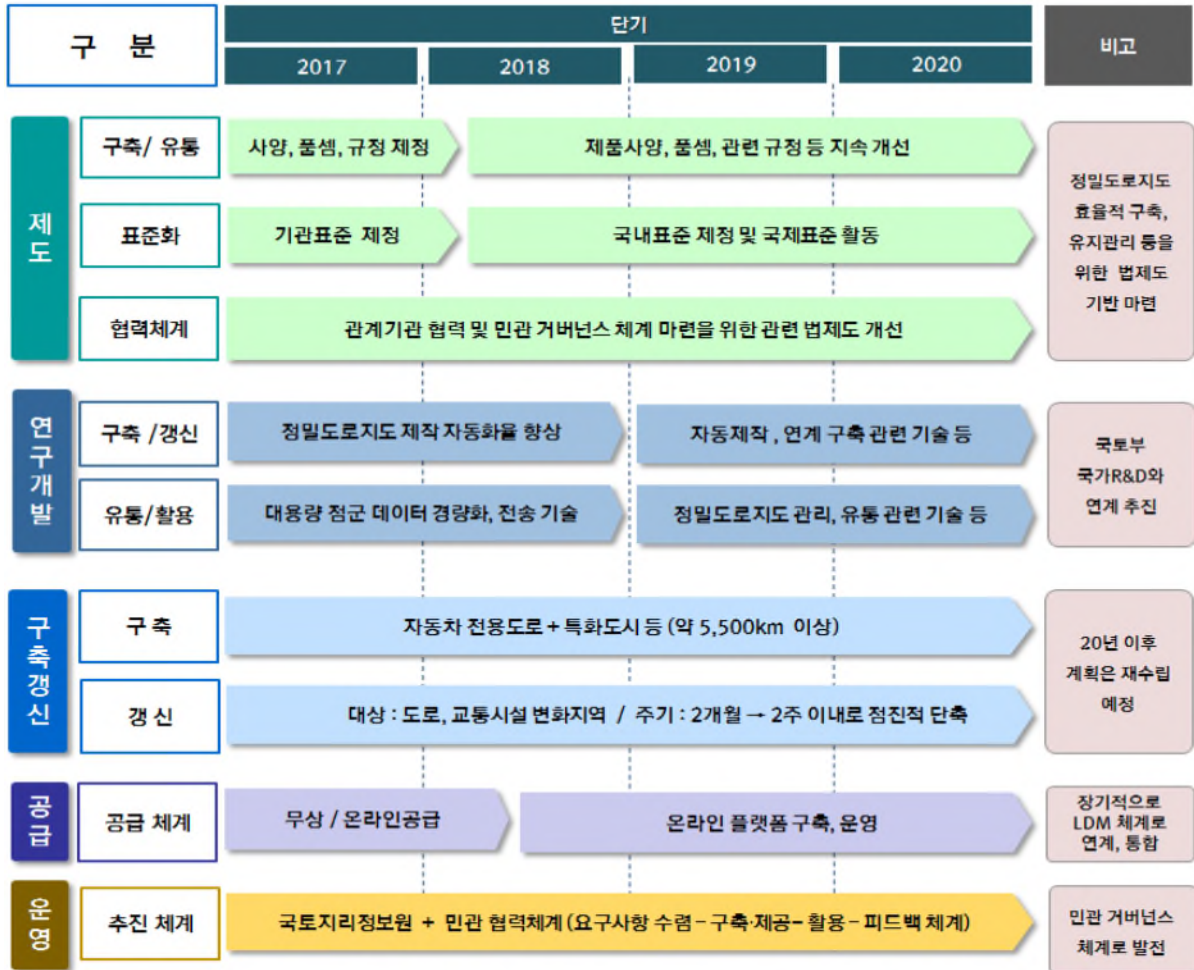 구 분
단기
비고
2017
2018
2019
2020
제도
구축/ 유통
사양, 품셈, 규정 제정
제품사양, 품셈, 관련 규정 등 지속 개선
표준화
기관표준 제정
국내표준 제정 및 국제표준 활동
협력체계
관계기관 협력 및 민관 거버넌스 체계 마련을 위한 관련 법제도 개선
정밀도로지도
효율적 구축,
유지관리 통을
위한 법제도
기반 마련
연구개발
구축 /갱신
정밀도로지도 제작 자동화율 향상
자동제작 , 연계 구축 관련 기술 등
유통/활용
대용량 점군 데이터 경량화, 전송 기술
정밀도로지도 관리, 유통 관련 기술 등
국토부
국가R&D와
연계 추진
구축갱신
구 축
자동차 전용도로 + 특화도시 등 (약 5,500km 이상)
갱 신
대상 : 도로, 교통시설 변화지역 / 주기 : 2개월 → 2주 이내로 점진적 단축
20년 이후
계획은 재수립
예정
공급
공급 체계
무상 / 온라인공급
온라인 플랫폼 구축, 운영
장기적으로
LDM 체계로
연계, 통합
운영
추진 체계
국토지리정보원 + 민관 협력체계 (요구사항 수렴 – 구축·제공– 활용 – 피드백 체계)
민관 거버넌스
체계로 발전